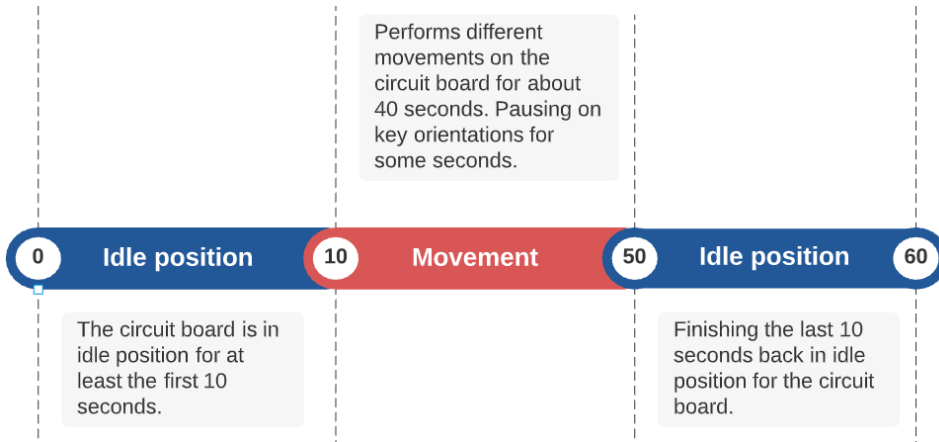 Performs different
movements on the
circuit board for about
40 seconds. Pausing on
key orientations for
some seconds.
0 Idle position 10 Movement 50 Idle position 60
The circuit board is in
idle position for at
least the first 10
seconds.
Finishing the last 10
seconds back in idle
position for the circuit
board.